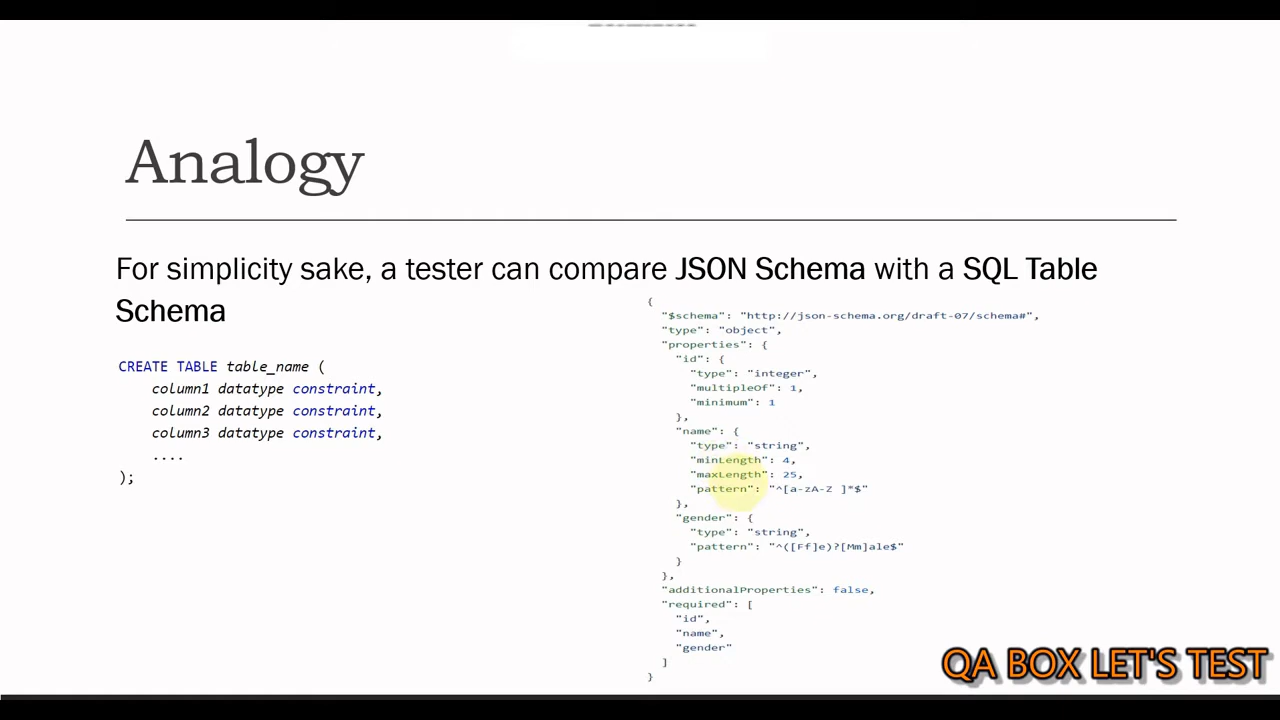 Analogy
For simplicity sake, a tester can compare JSON Schema with a SQL Table
Schema
CREATE TABLE table_name (
    column1 datatype constraint,
    column2 datatype constraint,
    column3 datatype constraint,
    ....
);
{
  "$schema": "http://json-schema.org/draft-07/schema#",
  "type": "object",
  "properties": {
    "id": {
      "type": "integer",
      "multipleOf": 1,
      "minimum": 1
    },
    "name": {
      "type": "string",
      "minLength": 4,
      "maxLength": 25,
      "pattern": "^[a-zA-Z ]*$"
    },
    "gender": {
      "type": "string",
      "pattern": "^([Ff]e)?[Mm]ale$"
    }
  },
  "additionalProperties": false,
  "required": [
    "id",
    "name",
    "gender"
  ]
}
QA BOX LET'S TEST